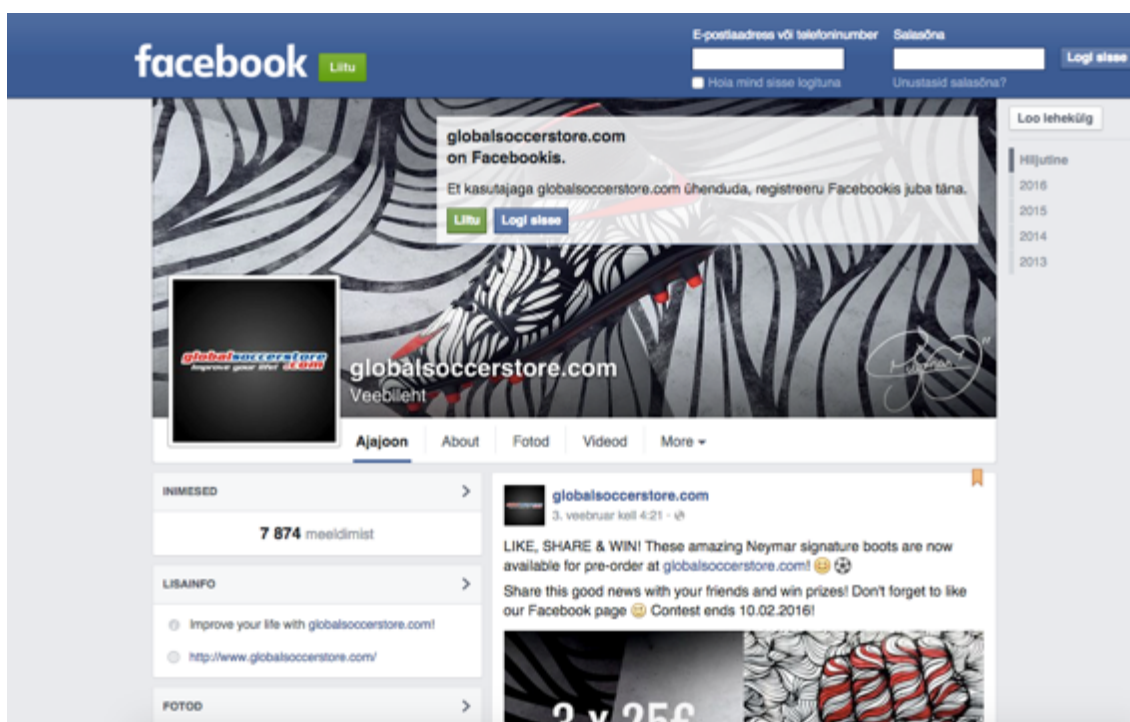 E-postiaadress või telefoninumber
Salasõna
facebook
Liitu
Logi sisse
Hoia mind sisse logituna
Unustasid salasõna?
globalsoccerstore.com
on Facebookis.
Et kasutajaga globalsoccerstore.com ühenduda, registreeru Facebookis juba täna.
Liitu
Logi sisse
Loo lehekülg
Hiljutine
2016
2015
2014
2013
globalsoccerstore
Improve your life! .com
globalsoccerstore.com
Veebileht
Ajajoon
About
Fotod
Videod
More
INIMESED
7 874 meeldimist
LISAINFO
Improve your life with globalsoccerstore.com!
http://www.globalsoccerstore.com/
FOTOD
globalsoccerstore.com
3. veebruar kell 4:21
LIKE, SHARE & WIN! These amazing Neymar signature boots are now
available for pre-order at globalsoccerstore.com!
Share this good news with your friends and win prizes! Don't forget to like
our Facebook page Contest ends 10.02.2016!